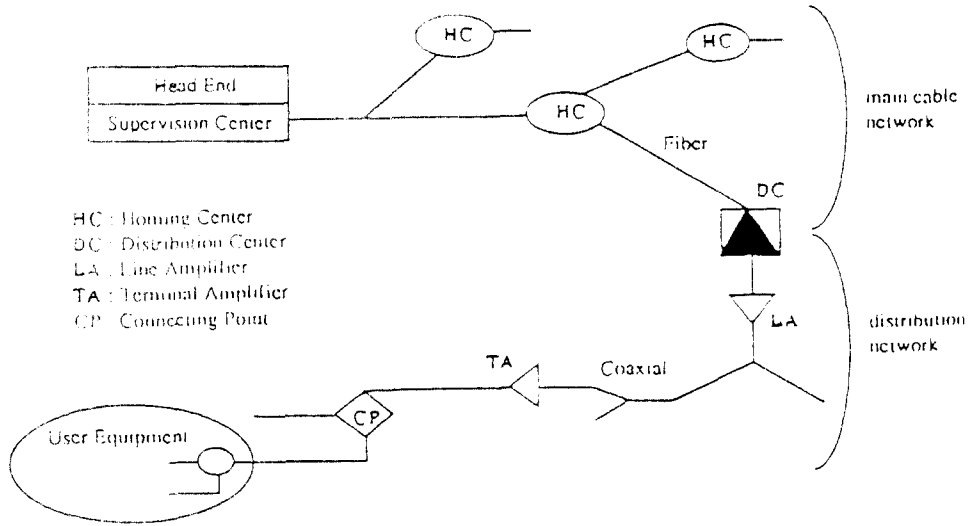 HC
HC
Head End
Supervision Center
HC
main cable
network
Fiber
DC
HC : Homing Center
DC : Distribution Center
LA : Line Amplifier
TA : Terminal Amplifier
CP : Connecting Point
LA
distribution
network
TA
Coaxial
CP
User Equipment